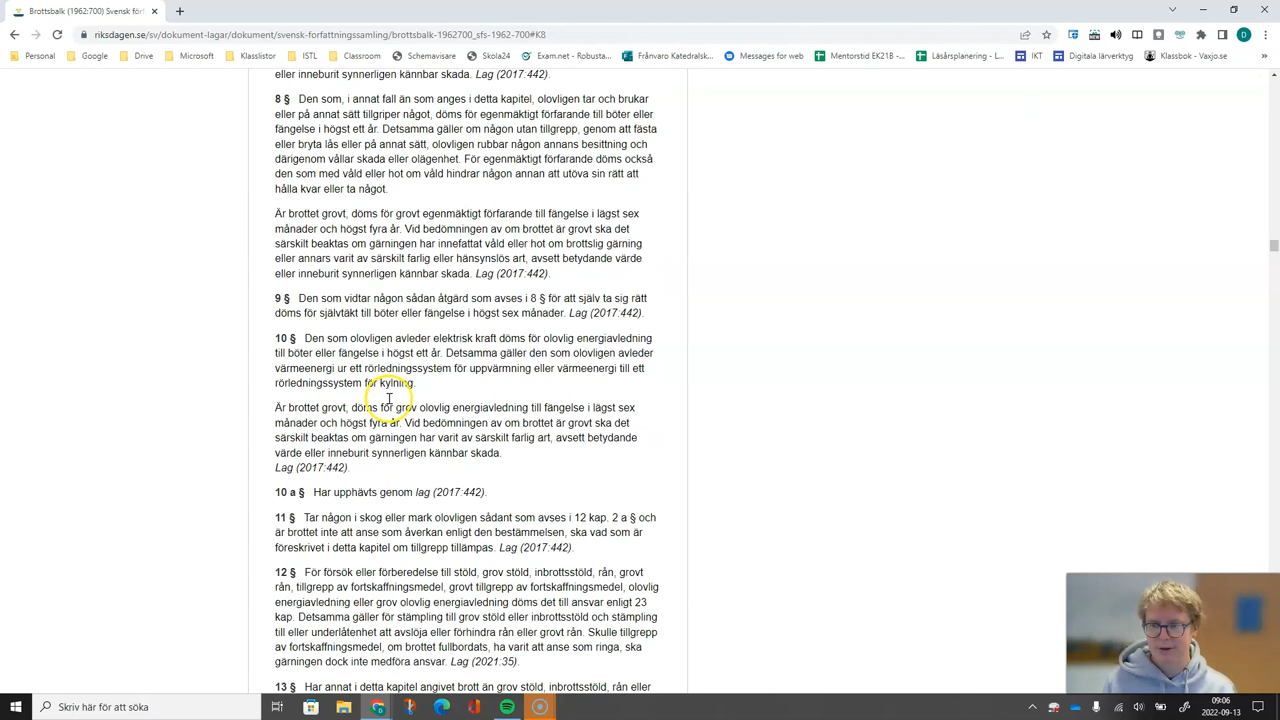 Brottsbalk (1962:700) Svensk förf
riksdagen.se/sv/dokument-lagar/dokument/svensk-forfattningssamling/brottsbalk-1962700_sfs-1962-700#K8
D
Personal Google Drive Microsoft Klasslistor ISTL Classroom Schemavisare Skola24 Exam.net - Robusta... Frånvaro Katedralsk... Messages for web Mentorstid EK21B -... Läsårsplanering - L... IKT Digitala lärverktyg Klassbok - Vaxjo.se
eller inneburit synnerligen kännbar skada. Lag (2017:442).
8 § Den som, i annat fall än som anges i detta kapitel, olovligen tar och brukar
eller på annat sätt tillgriper något, döms för egenmäktigt förfarande till böter eller
fängelse i högst ett år. Detsamma gäller om någon utan tillgrepp, genom att fästa
eller bryta lås eller på annat sätt, olovligen rubbar någon annans besittning och
därigenom vållar skada eller olägenhet. För egenmäktigt förfarande döms också
den som med våld eller hot om våld hindrar någon annan att utöva sin rätt att
hålla kvar eller ta något.
Är brottet grovt, döms för grovt egenmäktigt förfarande till fängelse i lägst sex
månader och högst fyra år. Vid bedömningen av om brottet är grovt ska det
särskilt beaktas om gärningen har innefattat våld eller hot om brottslig gärning
eller annars varit av särskilt farlig eller hänsynslös art, avsett betydande värde
eller inneburit synnerligen kännbar skada. Lag (2017:442).
9 § Den som vidtar någon sådan åtgärd som avses i 8 § för att själv ta sig rätt
döms för självtäkt till böter eller fängelse i högst sex månader. Lag (2017:442).
10 § Den som olovligen avleder elektrisk kraft döms för olovlig energiavledning
till böter eller fängelse i högst ett år. Detsamma gäller den som olovligen avleder
värmeenergi ur ett rörledningssystem för uppvärmning eller värmeenergi till ett
rörledningssystem för kylning.
Är brottet grovt, döms för grov olovlig energiavledning till fängelse i lägst sex
månader och högst fyra år. Vid bedömningen av om brottet är grovt ska det
särskilt beaktas om gärningen har varit av särskilt farlig art, avsett betydande
värde eller inneburit synnerligen kännbar skada.
Lag (2017:442).
10 a § Har upphävts genom lag (2017:442).
11 § Tar någon i skog eller mark olovligen sådant som avses i 12 kap. 2 a § och
är brottet inte att anse som åverkan enligt den bestämmelsen, ska vad som är
föreskrivet i detta kapitel om tillgrepp tillämpas. Lag (2017:442).
12 § För försök eller förberedelse till stöld, grov stöld, inbrottsstöld, rån, grovt
rån, tillgrepp av fortskaffningsmedel, grovt tillgrepp av fortskaffningsmedel, olovlig
energiavledning eller grov olovlig energiavledning döms det till ansvar enligt 23
kap. Detsamma gäller för stämpling till grov stöld eller inbrottsstöld och stämpling
till eller underlåtenhet att avslöja eller förhindra rån eller grovt rån. Skulle tillgrepp
av fortskaffningsmedel, om brottet fullbordats, ha varit att anse som ringa, ska
gärningen dock inte medföra ansvar. Lag (2021:35).
13 § Har annat i detta kapitel angivet brott än grov stöld, inbrottsstöld, rån eller
Skriv här för att söka
09:06
2022-09-13